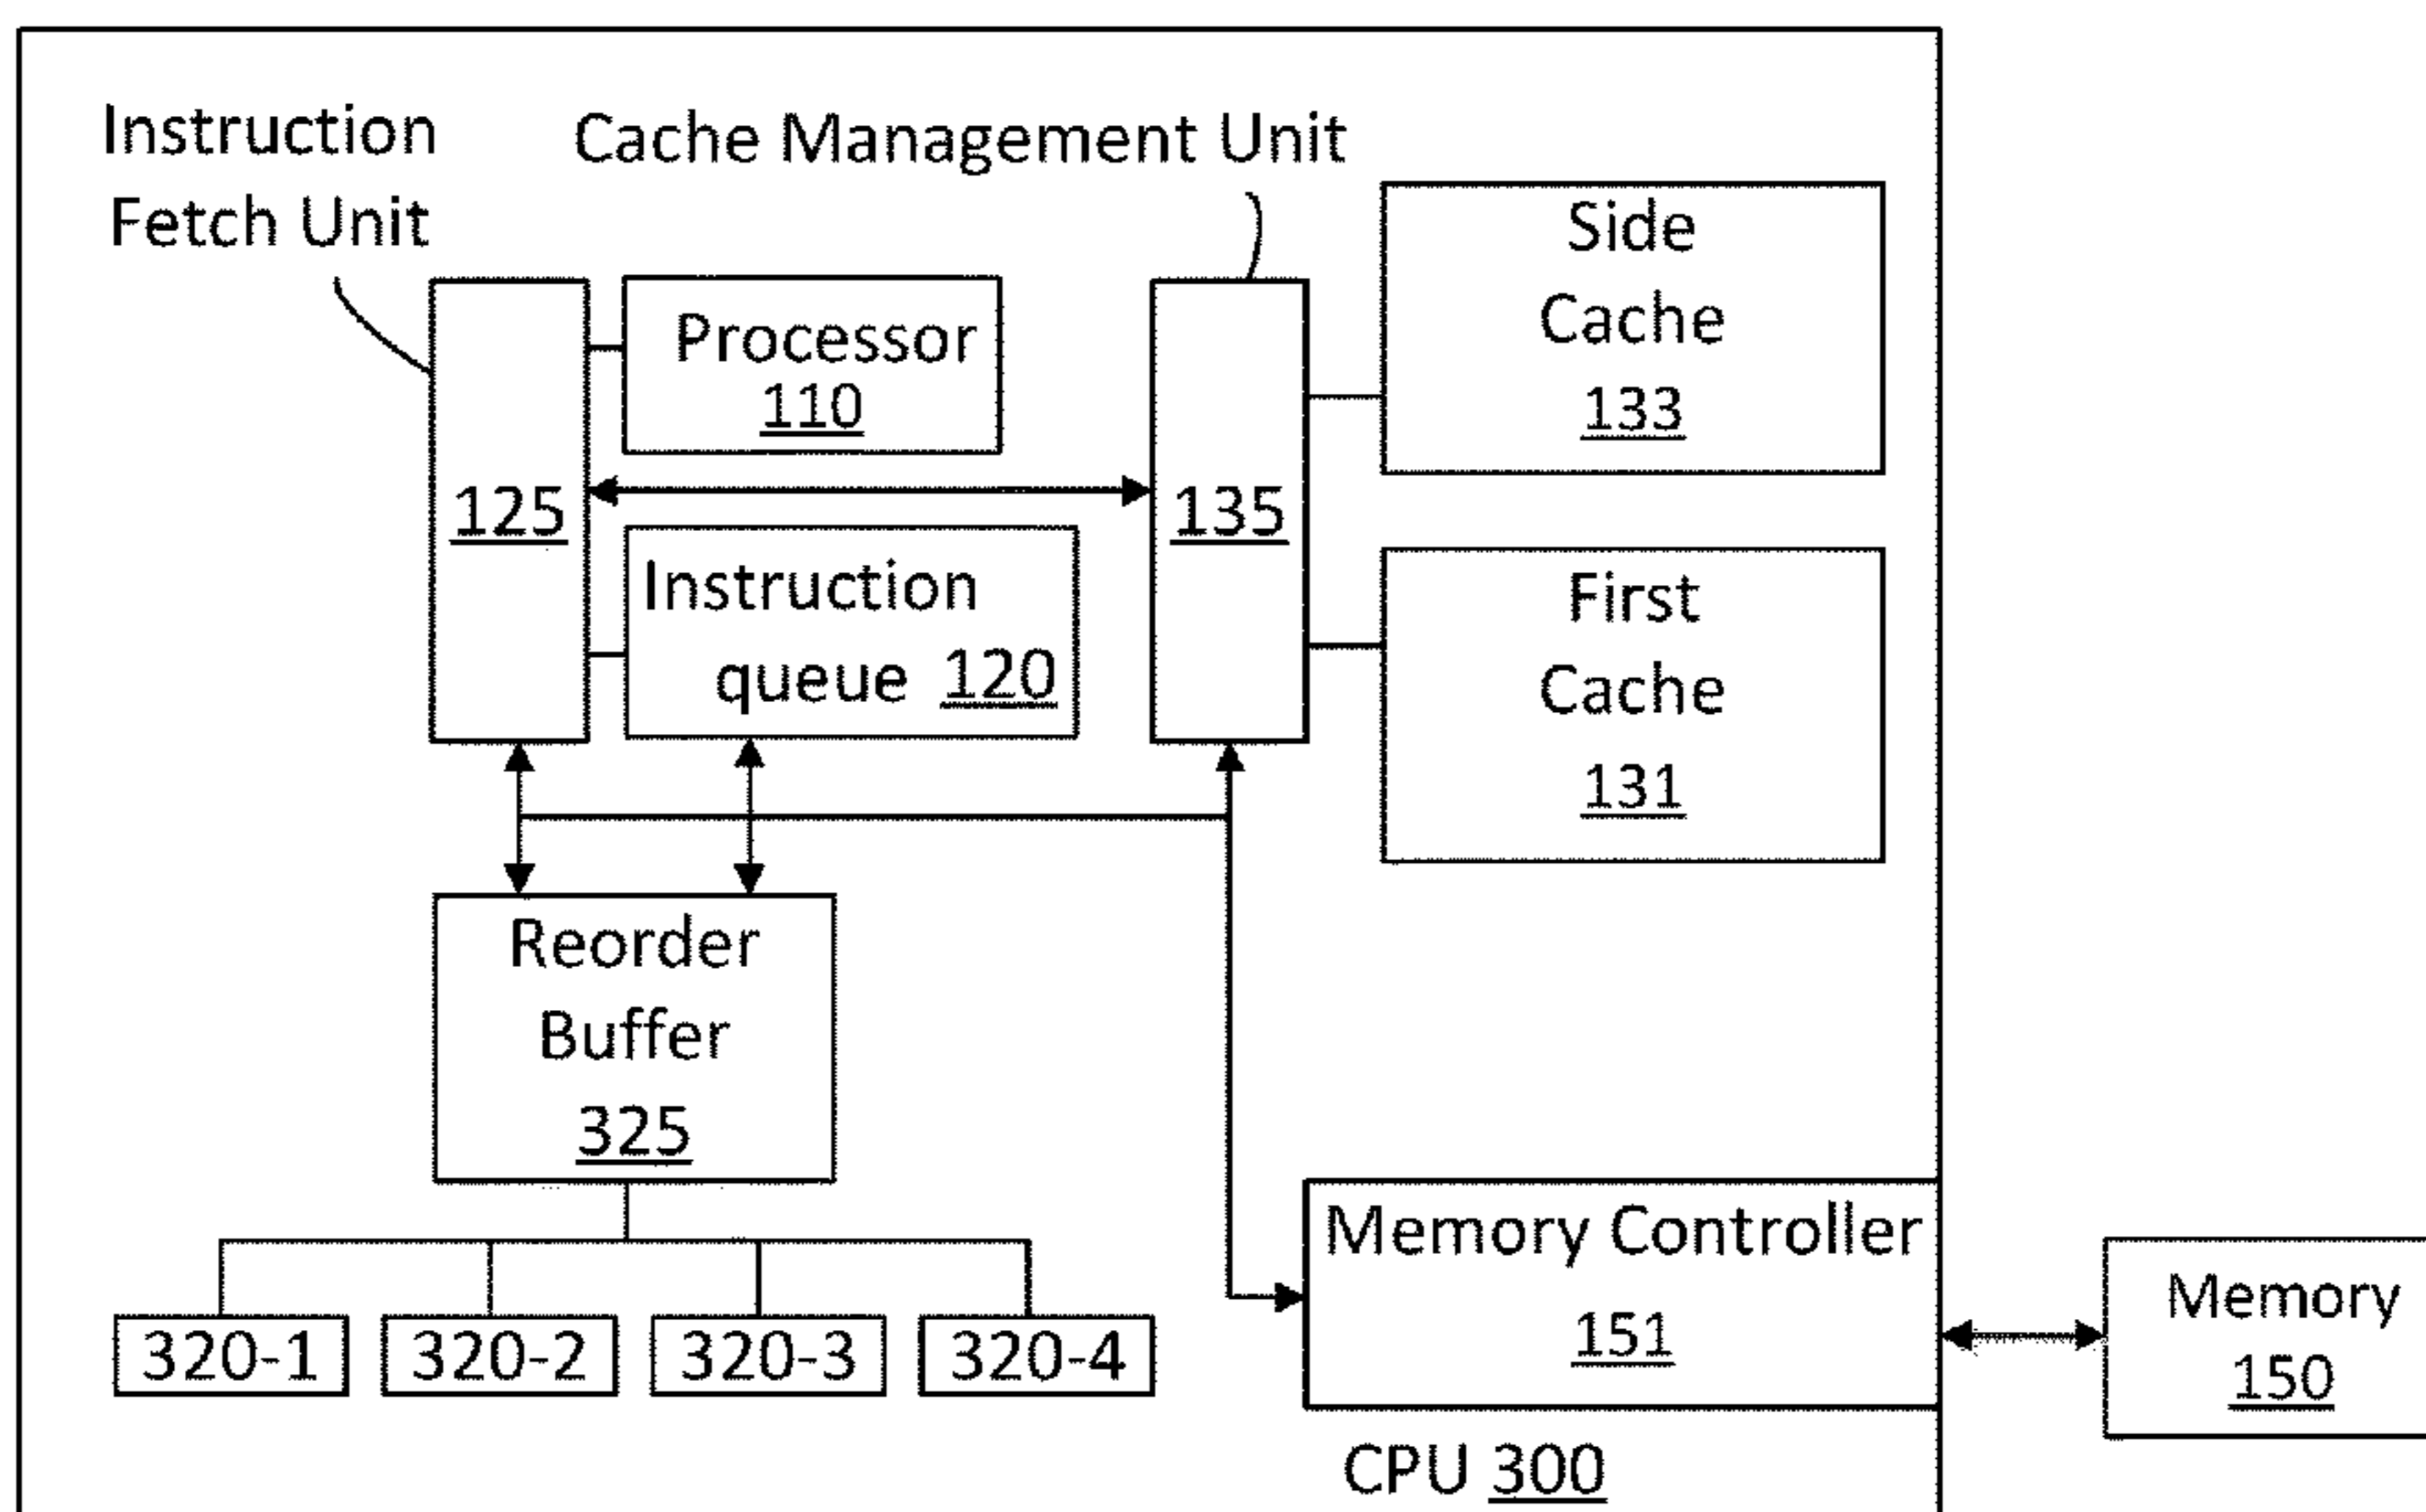 Instruction
Fetch Unit
Cache Management Unit
125
Processor
110
Instruction
queue 120
135
Side
Cache
133
First
Cache
131
Reorder
Buffer
325
320-1
320-2
320-3
320-4
Memory Controller
151
CPU 300
Memory
150